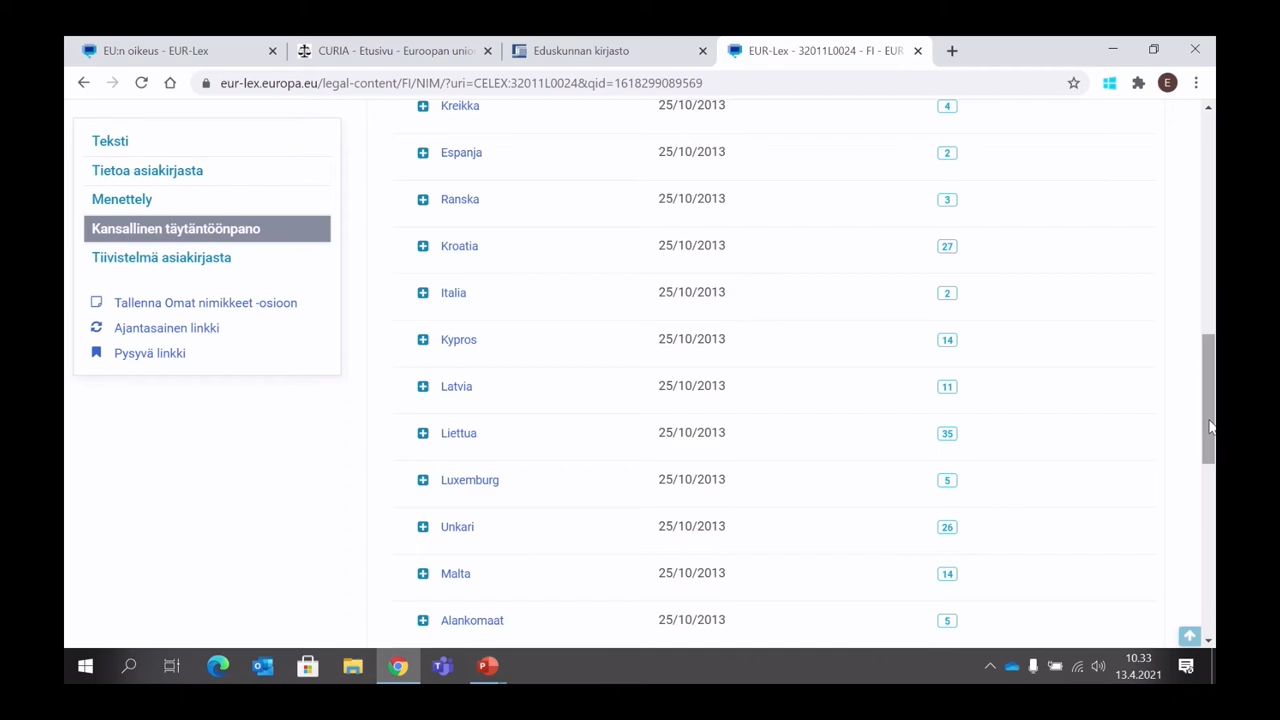 EU:n oikeus - EUR-Lex
CURIA - Etusivu - Euroopan unio
Eduskunnan kirjasto
EUR-Lex - 32011L0024 - FI - EUR
eur-lex.europa.eu/legal-content/FI/NIM/?uri=CELEX:32011L0024&qid=1618299089569
E
Teksti
Tietoa asiakirjasta
Menettely
Kansallinen täytäntöönpano
Tiivistelmä asiakirjasta
Tallenna Omat nimikkeet -osioon
Ajantasainen linkki
Pysyvä linkki
Kreikka 25/10/2013 4
Espanja 25/10/2013 2
Ranska 25/10/2013 3
Kroatia 25/10/2013 27
Italia 25/10/2013 2
Kypros 25/10/2013 14
Latvia 25/10/2013 11
Liettua 25/10/2013 35
Luxemburg 25/10/2013 5
Unkari 25/10/2013 26
Malta 25/10/2013 14
Alankomaat 25/10/2013 5
10.33
13.4.2021